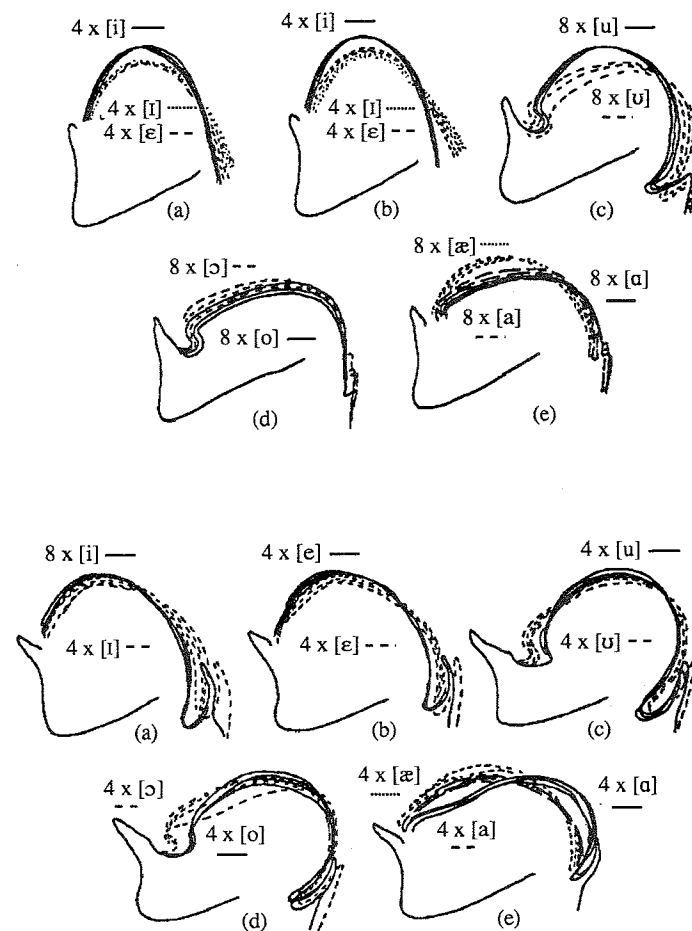 4 x [i]
4 x [ɪ]
4 x [ɛ]
(a)
4 x [i]
4 x [ɪ]
4 x [ɛ]
(b)
8 x [u]
8 x [ʊ]
(c)
8 x [ɔ]
8 x [o]
(d)
8 x [æ]
8 x [ɑ]
8 x [a]
(e)
8 x [i]
4 x [ɪ]
(a)
4 x [e]
4 x [ɛ]
(b)
4 x [u]
4 x [ʊ]
(c)
4 x [ɔ]
4 x [o]
(d)
4 x [æ]
4 x [ɑ]
4 x [a]
(e)